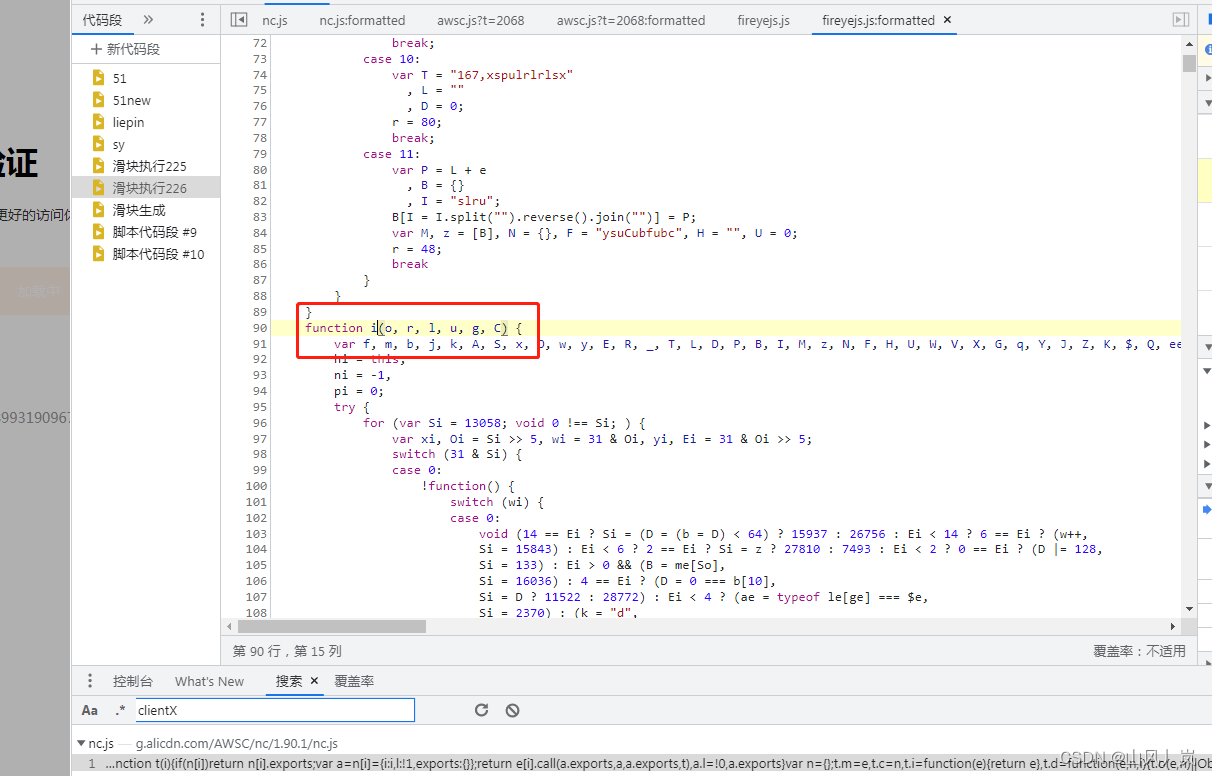 代码段
nc.js nc.js:formatted awsc.js?t=2068 awsc.js?t=2068:formatted fireyejs.js fireyejs.js:formatted ×
+ 新代码段
51
51new
liepin
sy
滑块执行225
滑块执行226
滑块生成
脚本代码段 #9
脚本代码段 #10
验证
更好的访问体
加载中
993190967
72 break;
73 case 10:
74 var T = "167,xspulrlrlsx"
75 , L = ""
76 , D = 0;
77 r = 80;
78 break;
79 case 11:
80 var P = L + e
81 , B = {}
82 , I = "slru";
83 B[I = I.split("").reverse().join("")] = P;
84 var M, z = [B], N = {}, F = "ysuCubfubc", H = "", U = 0;
85 r = 48;
86 break
87 }
88 }
89 }
90 function i(o, r, l, u, g, C) {
91 var f, m, b, j, k, A, S, x, O, w, y, E, R, _, T, L, D, P, B, I, M, z, N, F, H, U, W, V, X, G, q, Y, J, Z, K, $, Q, ee
92 hi = this,
93 ni = -1,
94 pi = 0;
95 try {
96 for (var Si = 13058; void 0 !== Si; ) {
97 var xi, Oi = Si >> 5, wi = 31 & Oi, yi, Ei = 31 & Oi >> 5;
98 switch (31 & Si) {
99 case 0:
100 !function() {
101 switch (wi) {
102 case 0:
103 void (14 == Ei ? Si = (D = (b = D) < 64) ? 15937 : 26756 : Ei < 14 ? 6 == Ei ? (w++,
104 Si = 15843) : Ei < 6 ? 2 == Ei ? Si = z ? 27810 : 7493 : Ei < 2 ? 0 == Ei ? (D |= 128,
105 Si = 133) : Ei > 0 && (B = me[So],
106 Si = 16036) : 4 == Ei ? (D = 0 === b[10],
107 Si = D ? 11522 : 28772) : Ei < 4 ? (ae = typeof le[ge] === $e,
108 Si = 2370) : (k = "d",
第 90 行，第 15 列
覆盖率：不适用
控制台 What's New 搜索 × 覆盖率
Aa .* clientX
nc.js — g.alicdn.com/AWSC/nc/1.90.1/nc.js
1 …nction t(i){if(n[i])return n[i].exports;var a=n[i]={i:i,l:!1,exports:{}};return e[i].call(a.exports,a,a.exports,t),a.l=!0,a.exports}var n={};t.m=e,t.c=n,t.i=function(e){return e},t.d=function(e,n,i){t.o(e,n)||Ob
CSDN @山风上岚